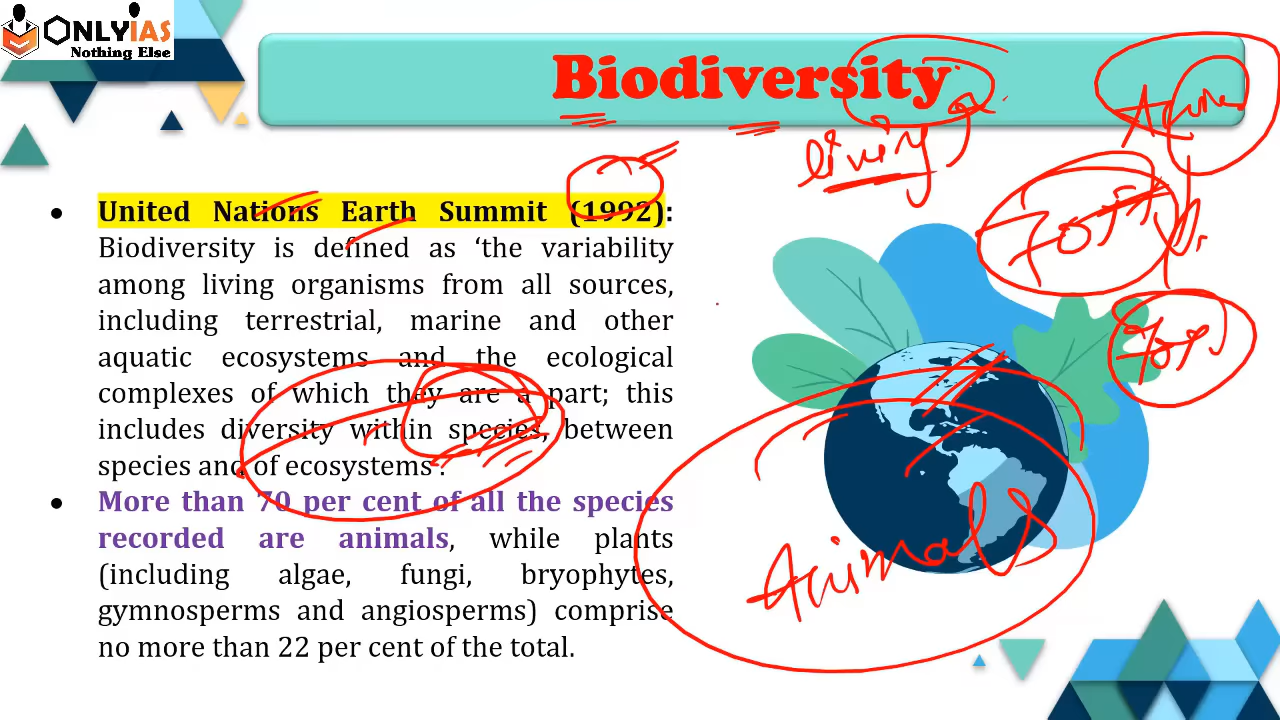 ONLYIAS
Nothing Else
Biodiversity
living
• United Nations Earth Summit (1992):
Biodiversity is defined as ‘the variability
among living organisms from all sources,
including terrestrial, marine and other
aquatic ecosystems and the ecological
complexes of which they are a part; this
includes diversity within species, between
species and of ecosystems’.
• More than 70 per cent of all the species
recorded are animals, while plants
(including algae, fungi, bryophytes,
gymnosperms and angiosperms) comprise
no more than 22 per cent of the total.
Animals